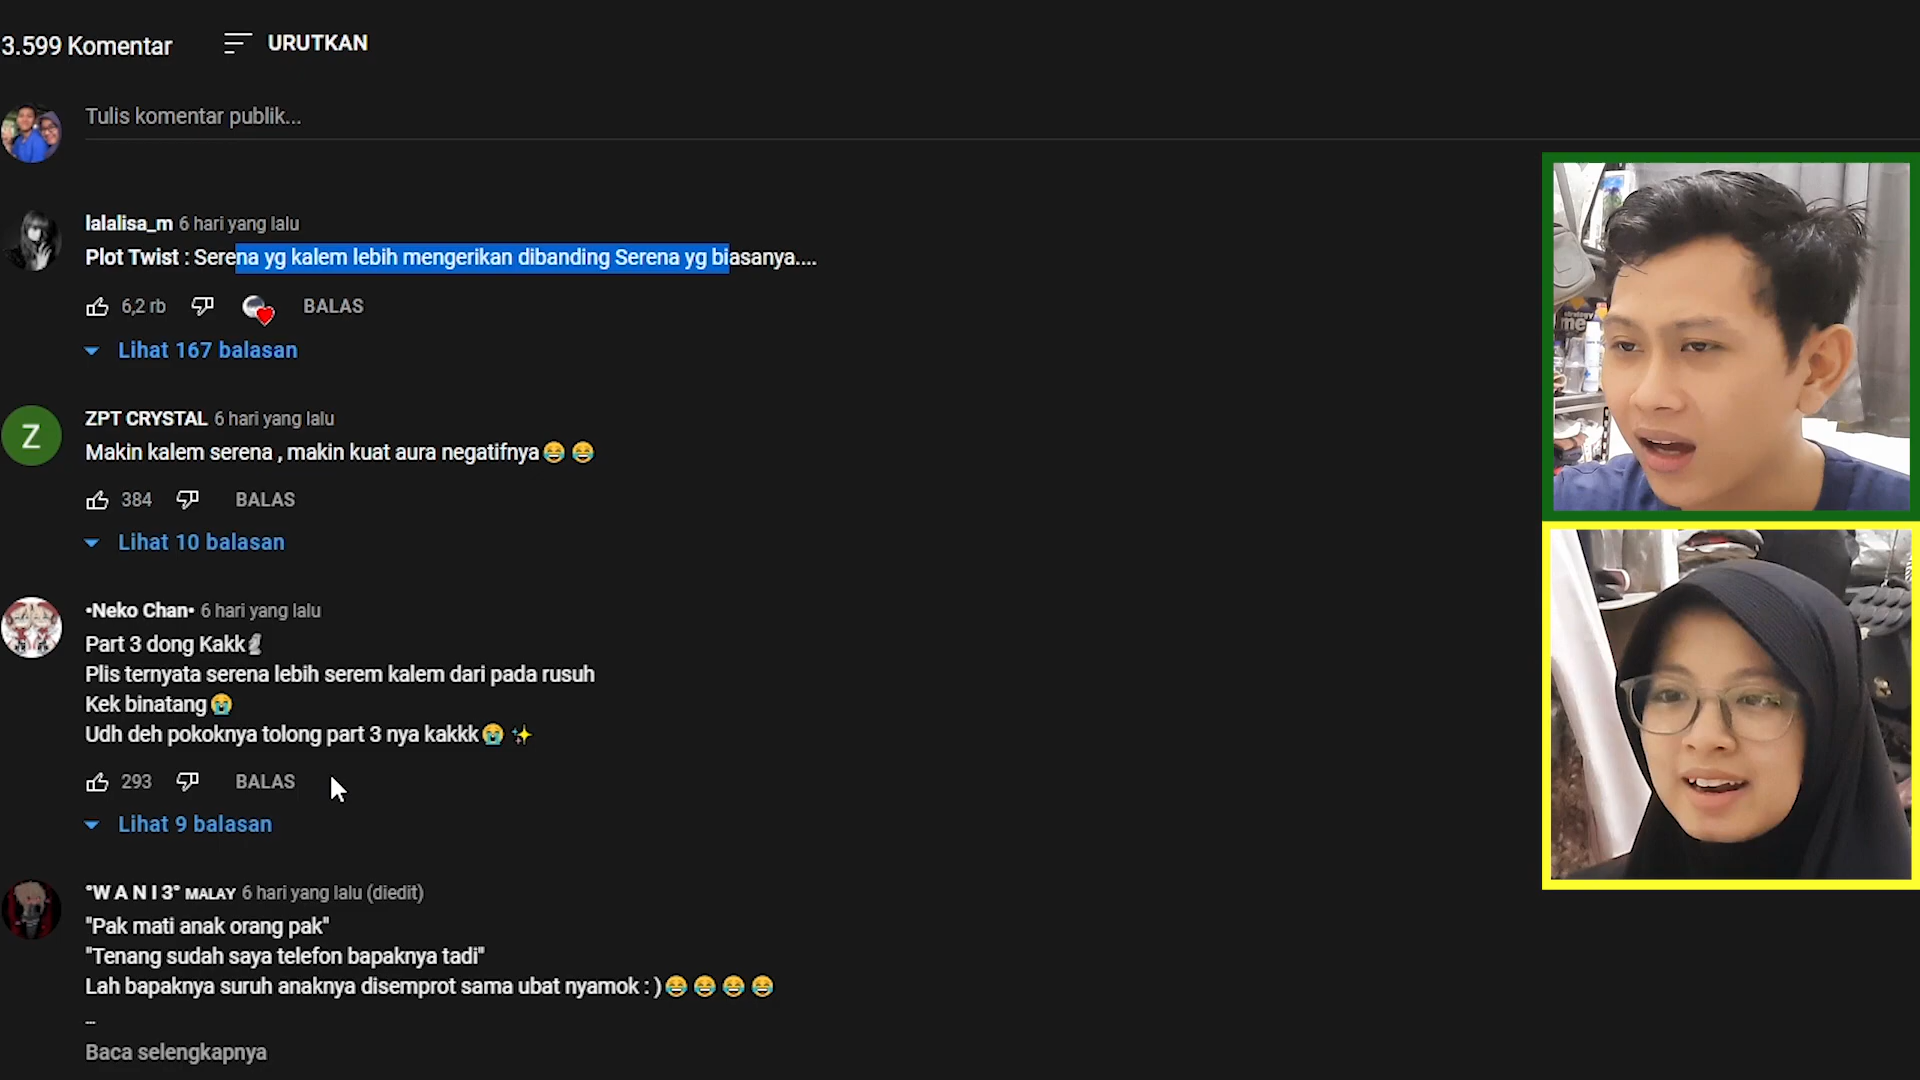 3.599 Komentar
URUTKAN
Tulis komentar publik...
lalalisa_m 6 hari yang lalu
Plot Twist : Serena yg kalem lebih mengerikan dibanding Serena yg biasanya....
6,2 rb BALAS
Lihat 167 balasan
Z
ZPT CRYSTAL 6 hari yang lalu
Makin kalem serena , makin kuat aura negatifnya😂 😂
384 BALAS
Lihat 10 balasan
•Neko Chan• 6 hari yang lalu
Part 3 dong Kakk🗿
Plis ternyata serena lebih serem kalem dari pada rusuh
Kek binatang😭
Udh deh pokoknya tolong part 3 nya kakkk😭 ✨
293 BALAS
Lihat 9 balasan
°W A N I 3° ᴍᴀʟᴀʏ 6 hari yang lalu (diedit)
"Pak mati anak orang pak"
"Tenang sudah saya telefon bapaknya tadi"
Lah bapaknya suruh anaknya disemprot sama ubat nyamok : )😂 😂 😂 😂
...
Baca selengkapnya